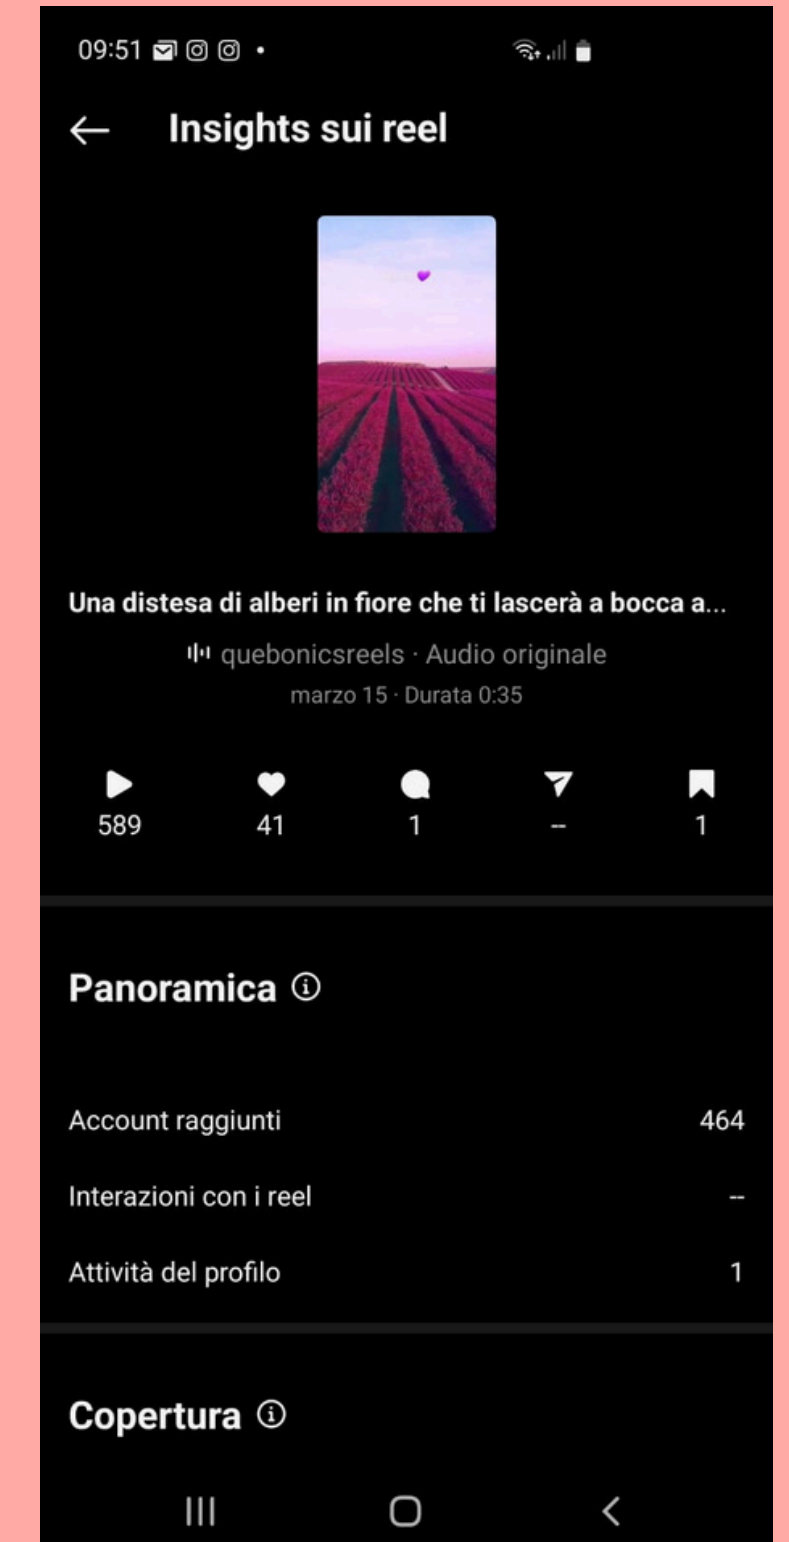 09:51
Insights sui reel
Una distesa di alberi in fiore che ti lascerà a bocca a...
quebonicsreels · Audio originale
marzo 15 · Durata 0:35
589 41 1 -- 1
Panoramica
Account raggiunti 464
Interazioni con i reel --
Attività del profilo 1
Copertura